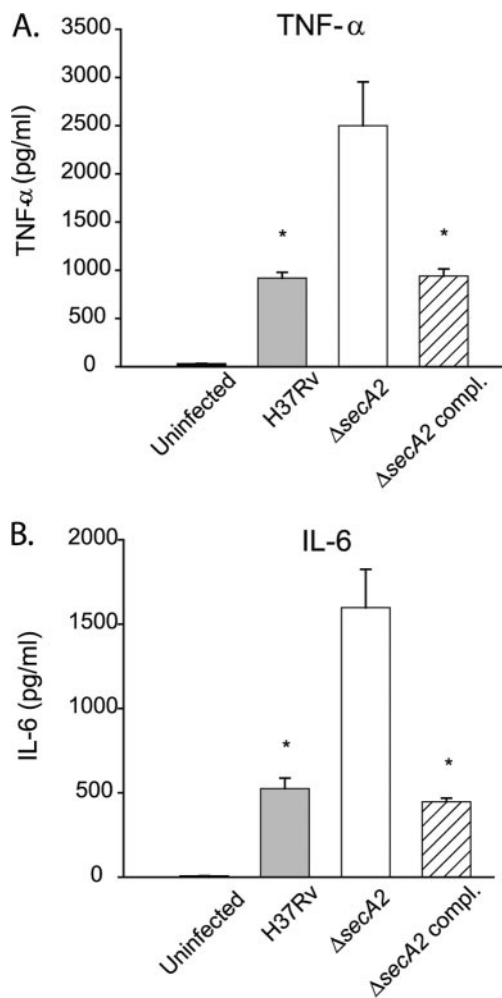 A.
TNF-α
3500
3000
2500
2000
1500
1000
500
0
TNF-α (pg/ml)
*
*
Uninfected
H37Rv
ΔsecA2
ΔsecA2 compl.
B.
IL-6
2000
1500
1000
500
0
IL-6 (pg/ml)
*
*
Uninfected
H37Rv
ΔsecA2
ΔsecA2 compl.